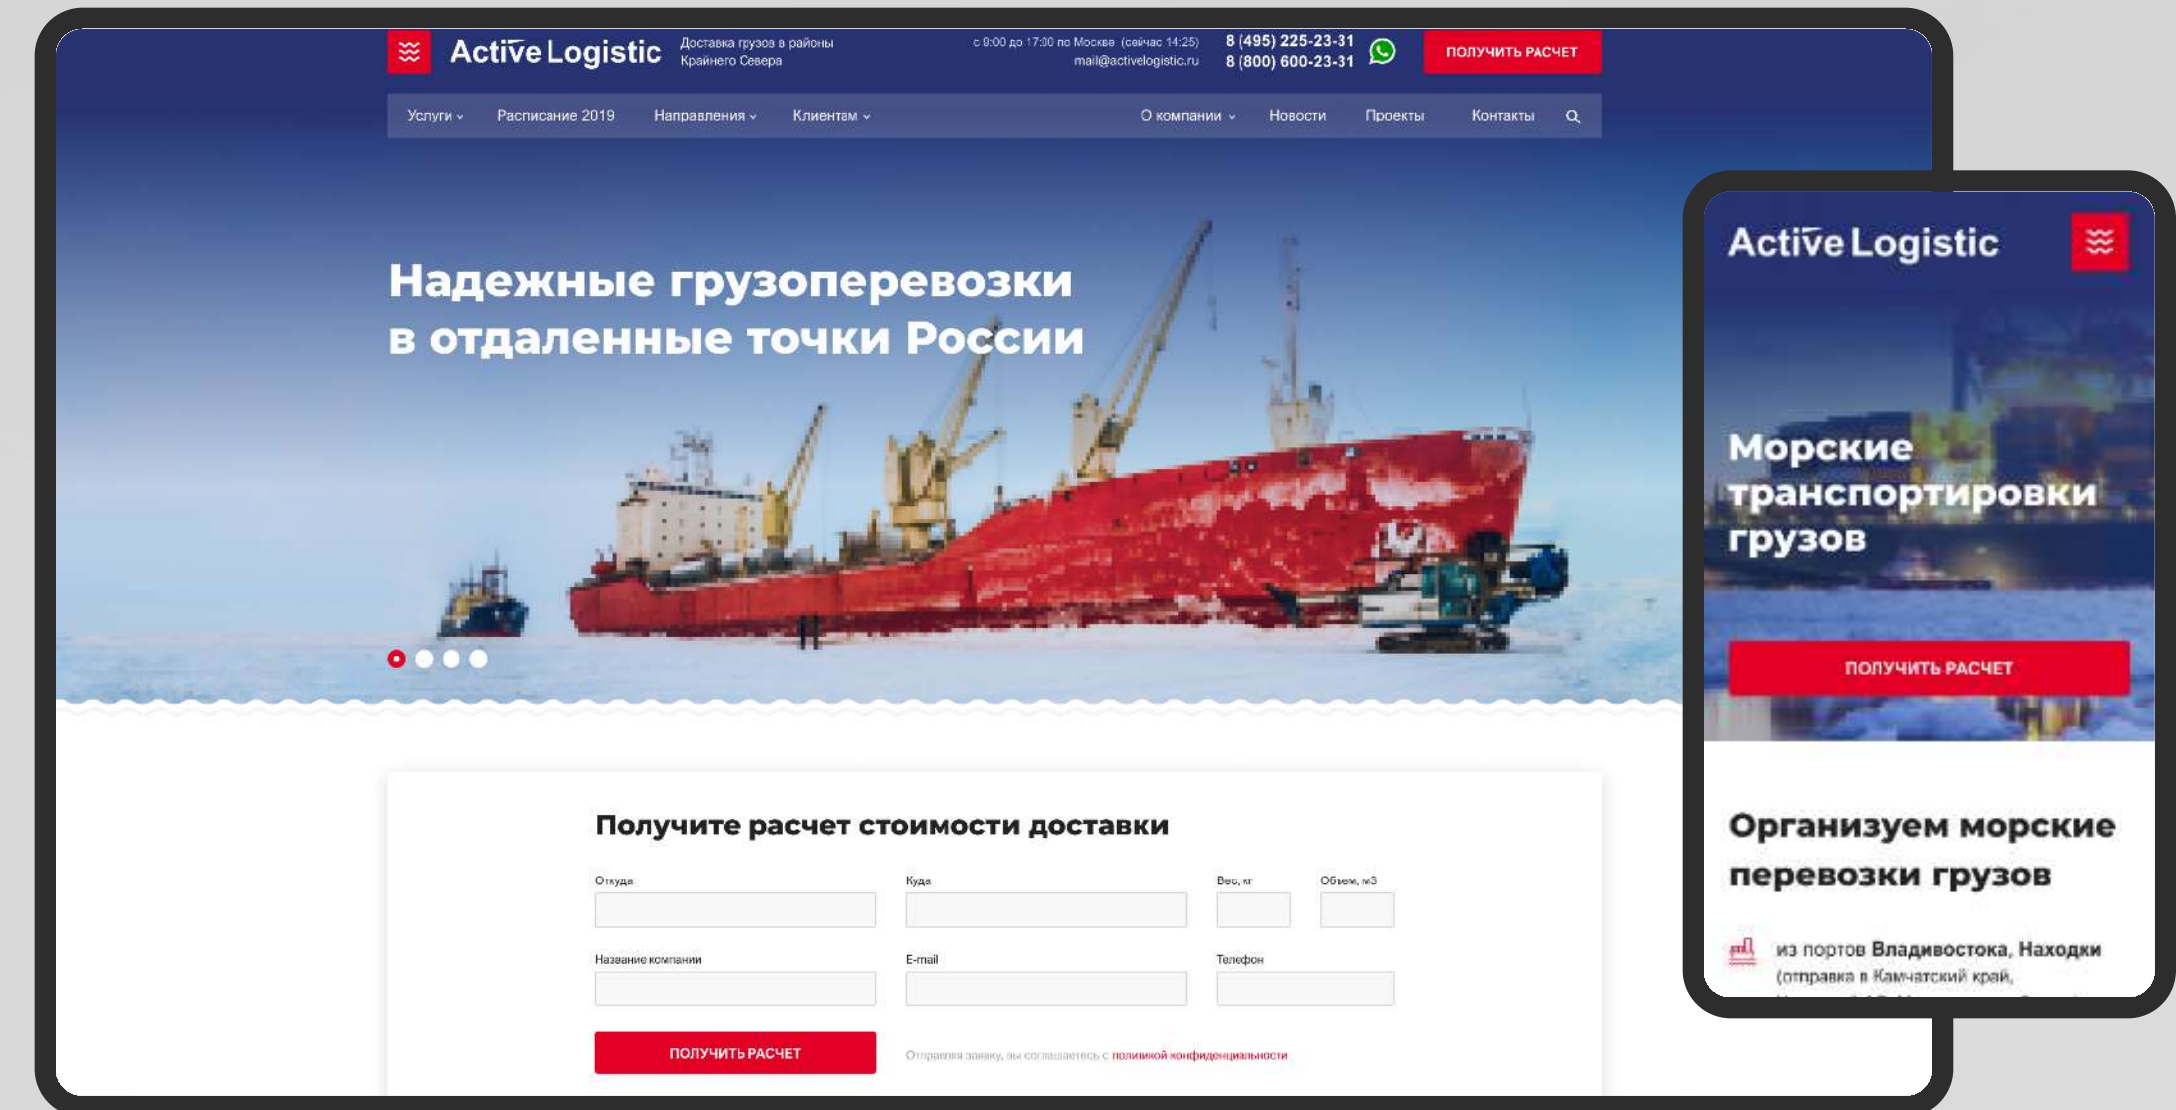 Active Logistic
Доставка грузов в районы
Крайнего Севера
с 9:00 до 17:00 по Москве (сейчас 14:25)
mail@activelogistic.ru
8 (495) 225-23-31
8 (800) 600-23-31
ПОЛУЧИТЬ РАСЧЕТ
Услуги
Расписание 2019
Направления
Клиентам
О компании
Новости
Проекты
Контакты
Надежные грузоперевозки
в отдаленные точки России
Получите расчет стоимости доставки
Откуда
Куда
Вес, кг
Объем, м3
Название компании
E-mail
Телефон
ПОЛУЧИТЬ РАСЧЕТ
Отправляя заявку, вы соглашаетесь с политикой конфиденциальности
Active Logistic
Морские
транспортировки
грузов
ПОЛУЧИТЬ РАСЧЕТ
Организуем морские
перевозки грузов
из портов Владивостока, Находки
(отправка в Камчатский край,